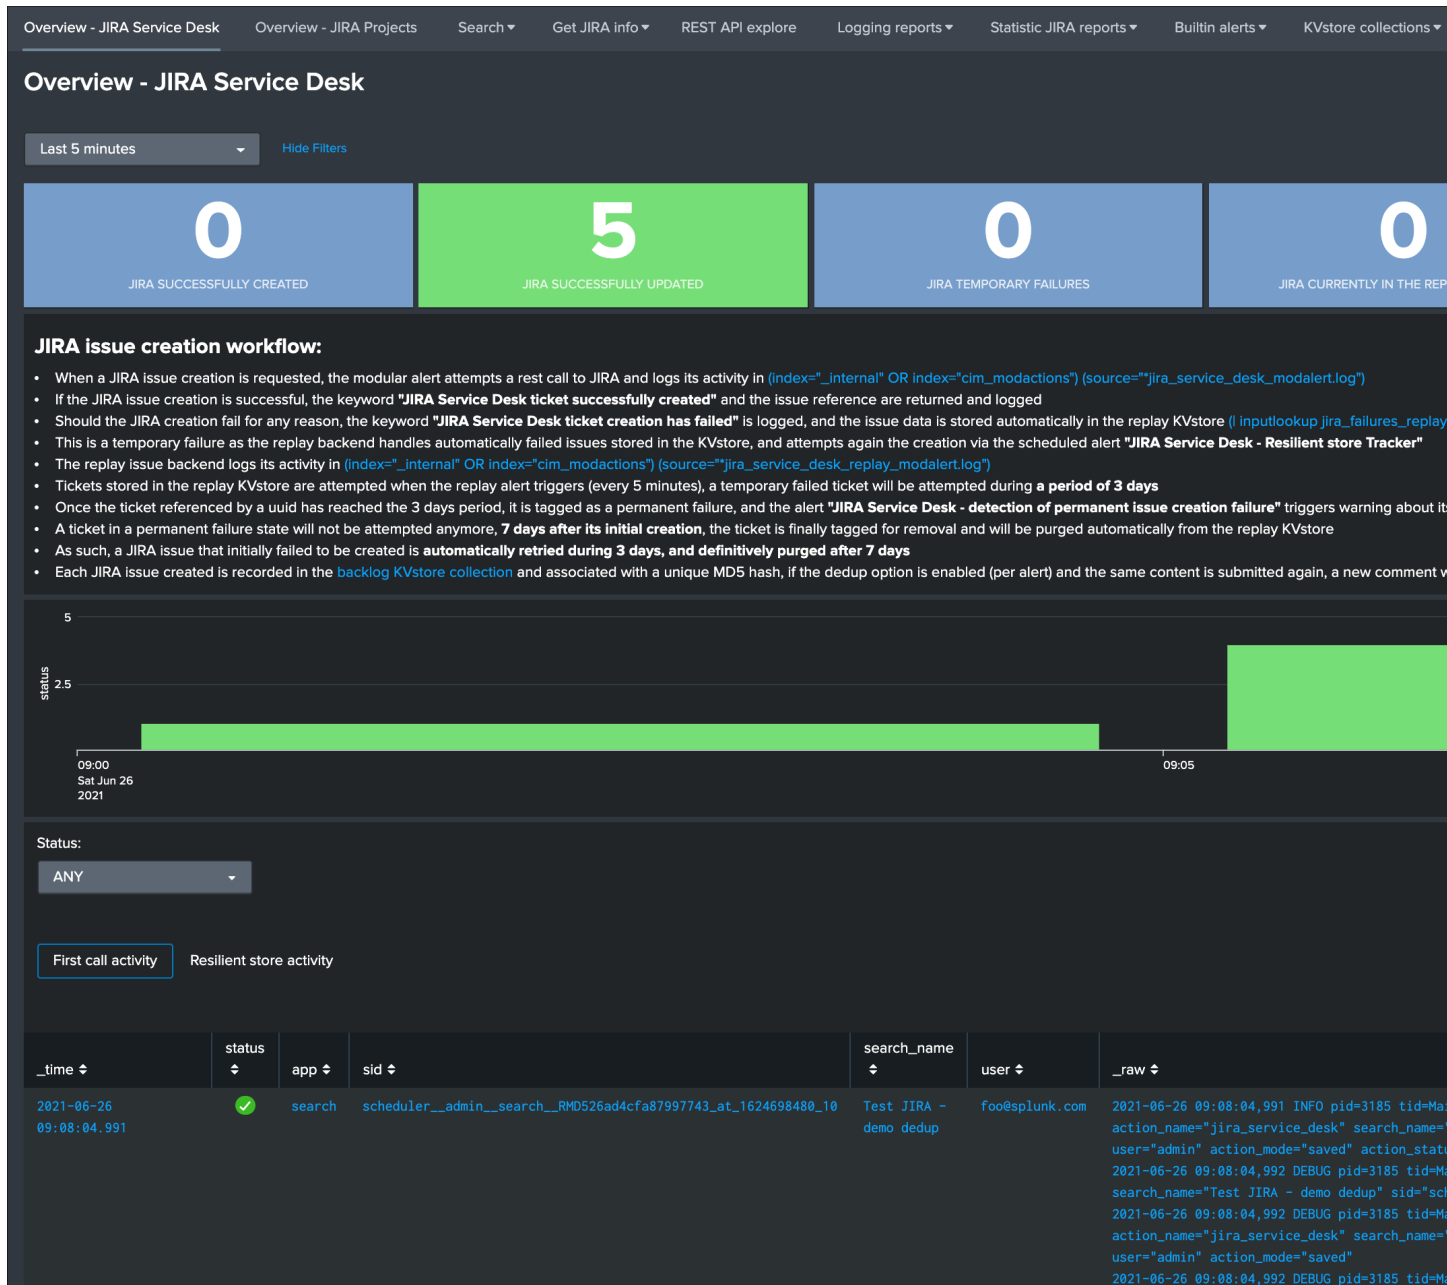 Overview - JIRA Service Desk Overview - JIRA Projects Search Get JIRA info REST API explore Logging reports Statistic JIRA reports Builtin alerts KVstore collections
Overview - JIRA Service Desk
Last 5 minutes Hide Filters
0 5 0 0
JIRA SUCCESSFULLY CREATED JIRA SUCCESSFULLY UPDATED JIRA TEMPORARY FAILURES JIRA CURRENTLY IN THE REP
JIRA issue creation workflow:
• When a JIRA issue creation is requested, the modular alert attempts a rest call to JIRA and logs its activity in (index="_internal" OR index="cim_modactions") (source="*jira_service_desk_modalert.log")
• If the JIRA issue creation is successful, the keyword "JIRA Service Desk ticket successfully created" and the issue reference are returned and logged
• Should the JIRA creation fail for any reason, the keyword "JIRA Service Desk ticket creation has failed" is logged, and the issue data is stored automatically in the replay KVstore (| inputlookup jira_failures_replay
• This is a temporary failure as the replay backend handles automatically failed issues stored in the KVstore, and attempts again the creation via the scheduled alert "JIRA Service Desk - Resilient store Tracker"
• The replay issue backend logs its activity in (index="_internal" OR index="cim_modactions") (source="*jira_service_desk_replay_modalert.log")
• Tickets stored in the replay KVstore are attempted when the replay alert triggers (every 5 minutes), a temporary failed ticket will be attempted during a period of 3 days
• Once the ticket referenced by a uuid has reached the 3 days period, it is tagged as a permanent failure, and the alert "JIRA Service Desk - detection of permanent issue creation failure" triggers warning about its
• A ticket in a permanent failure state will not be attempted anymore, 7 days after its initial creation, the ticket is finally tagged for removal and will be purged automatically from the replay KVstore
• As such, a JIRA issue that initially failed to be created is automatically retried during 3 days, and definitively purged after 7 days
• Each JIRA issue created is recorded in the backlog KVstore collection and associated with a unique MD5 hash, if the dedup option is enabled (per alert) and the same content is submitted again, a new comment w
5
status
2.5
09:00 09:05
Sat Jun 26
2021
Status:
ANY
First call activity Resilient store activity
_time status app sid search_name user _raw
2021-06-26 search scheduler__admin__search__RMD526ad4cfa87997743_at_1624698480_10 Test JIRA - foo@splunk.com 2021-06-26 09:08:04,991 INFO pid=3185 tid=Ma
09:08:04.991 demo dedup action_name="jira_service_desk" search_name="
user="admin" action_mode="saved" action_statu
2021-06-26 09:08:04,992 DEBUG pid=3185 tid=Ma
search_name="Test JIRA - demo dedup" sid="sch
2021-06-26 09:08:04,992 DEBUG pid=3185 tid=Ma
action_name="jira_service_desk" search_name="
user="admin" action_mode="saved"
2021-06-26 09:08:04,992 DEBUG pid=3185 tid=Ma